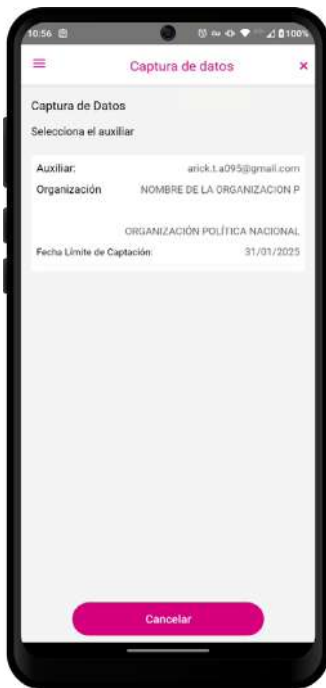 10:56
100%
Captura de datos
×
Captura de Datos
Selecciona el auxiliar
Auxiliar: arick.t.a095@gmail.com
Organización NOMBRE DE LA ORGANIZACION P
ORGANIZACIÓN POLÍTICA NACIONAL
Fecha Límite de Captación: 31/01/2025
Cancelar